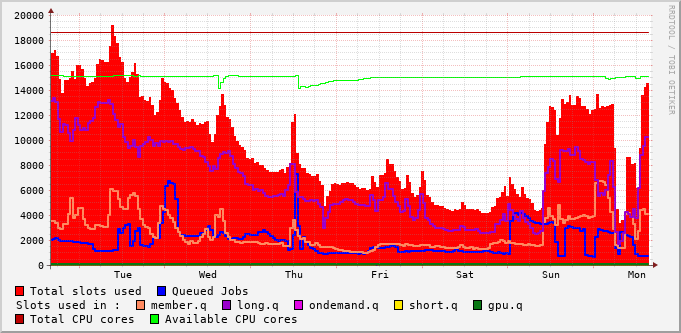 20000
18000
16000
14000
12000
10000
8000
6000
4000
2000
0
Tue Wed Thu Fri Sat Sun Mon
RRDTOOL / TOBI OETIKER
Total slots used Queued Jobs
Slots used in : member.q long.q ondemand.q short.q gpu.q
Total CPU cores Available CPU cores